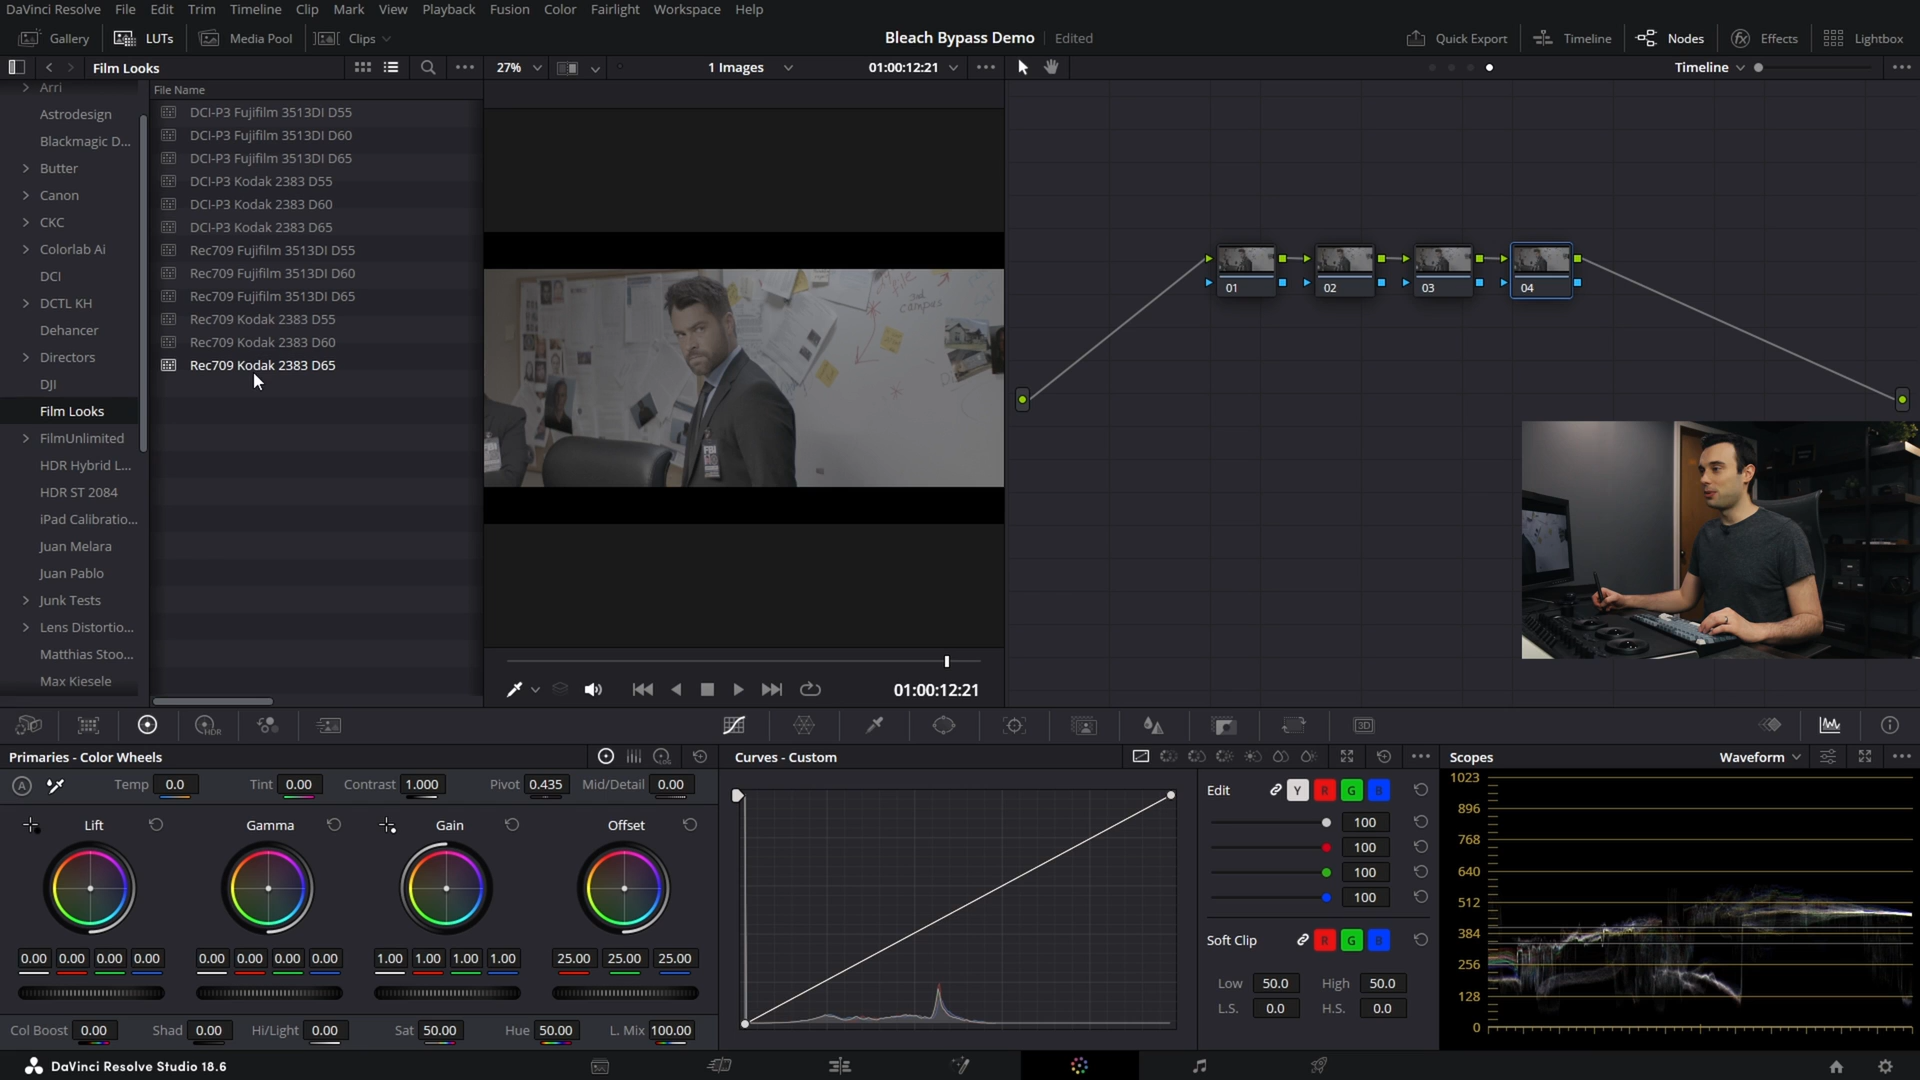 DaVinci Resolve File Edit Trim Timeline Clip Mark View Playback Fusion Color Fairlight Workspace Help
Gallery LUTs Media Pool Clips Bleach Bypass Demo Edited Quick Export Timeline Nodes Effects Lightbox
Film Looks 27% 1 Images 01:00:12:21 Timeline
Arri
Astrodesign
Blackmagic D...
Butter
Canon
CKC
Colorlab Ai
DCI
DCTL KH
Dehancer
Directors
DJI
Film Looks
FilmUnlimited
HDR Hybrid L...
HDR ST 2084
iPad Calibratio...
Juan Melara
Juan Pablo
Junk Tests
Lens Distortio...
Matthias Stoo...
Max Kiesele
File Name
DCI-P3 Fujifilm 3513DI D55
DCI-P3 Fujifilm 3513DI D60
DCI-P3 Fujifilm 3513DI D65
DCI-P3 Kodak 2383 D55
DCI-P3 Kodak 2383 D60
DCI-P3 Kodak 2383 D65
Rec709 Fujifilm 3513DI D55
Rec709 Fujifilm 3513DI D60
Rec709 Fujifilm 3513DI D65
Rec709 Kodak 2383 D55
Rec709 Kodak 2383 D60
Rec709 Kodak 2383 D65
3rd
campus
FBI
01:00:12:21
01 02 03 04
HDR LOG 3D
Primaries - Color Wheels
A Temp 0.0 Tint 0.00 Contrast 1.000 Pivot 0.435 Mid/Detail 0.00
Lift Gamma Gain Offset
0.00 0.00 0.00 0.00 0.00 0.00 0.00 0.00 1.00 1.00 1.00 1.00 25.00 25.00 25.00
Col Boost 0.00 Shad 0.00 Hi/Light 0.00 Sat 50.00 Hue 50.00 L. Mix 100.00
Curves - Custom
Edit Y R G B
100
100
100
100
Soft Clip R G B
Low 50.0 High 50.0
L.S. 0.0 H.S. 0.0
Scopes Waveform
1023
896
768
640
512
384
256
128
0
DaVinci Resolve Studio 18.6